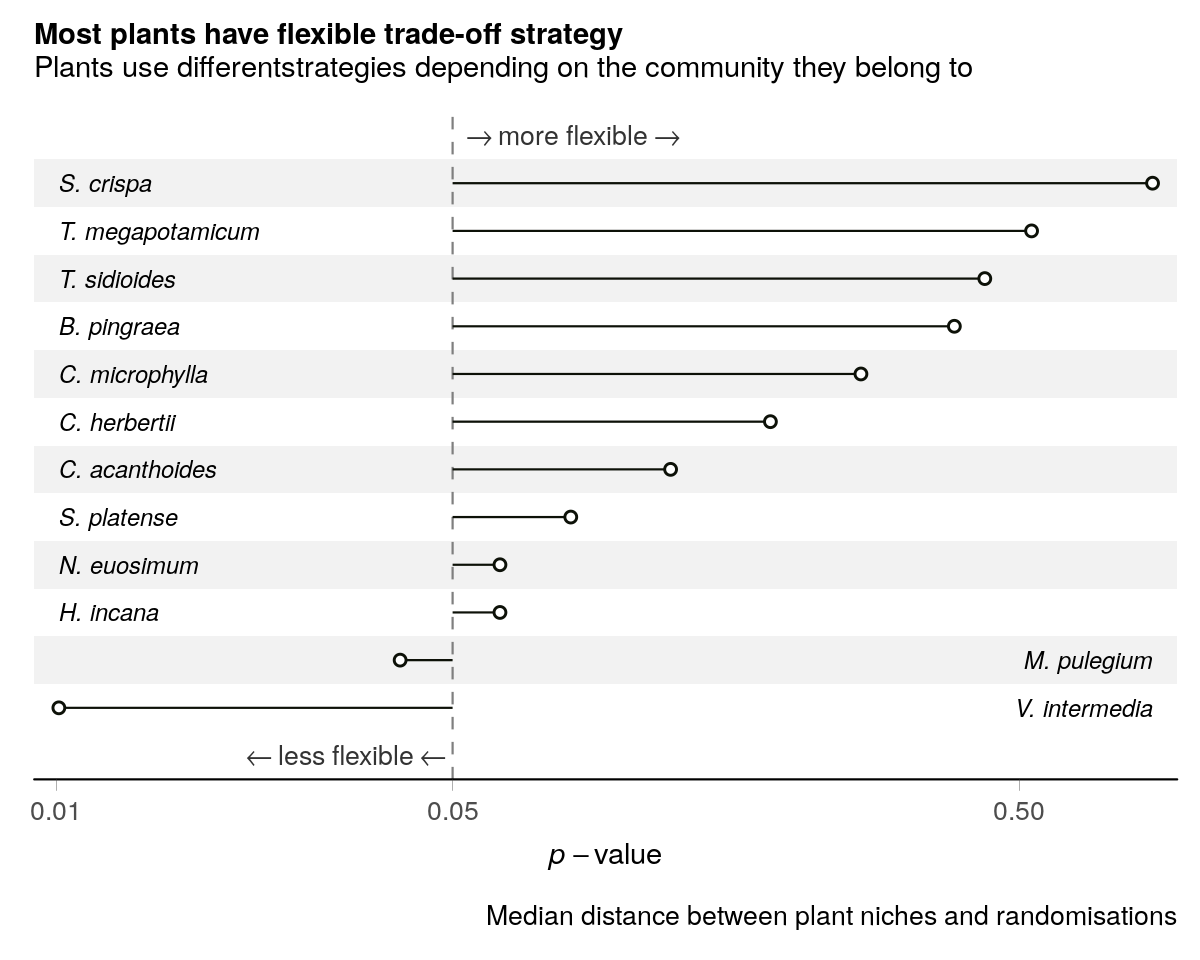 Most plants have flexible trade-off strategy
Plants use differentstrategies depending on the community they belong to
→ more flexible →
S. crispa
T. megapotamicum
T. sidioides
B. pingraea
C. microphylla
C. herbertii
C. acanthoides
S. platense
N. euosimum
H. incana
M. pulegium
V. intermedia
← less flexible ←
0.01 0.05 0.50
p – value
Median distance between plant niches and randomisations